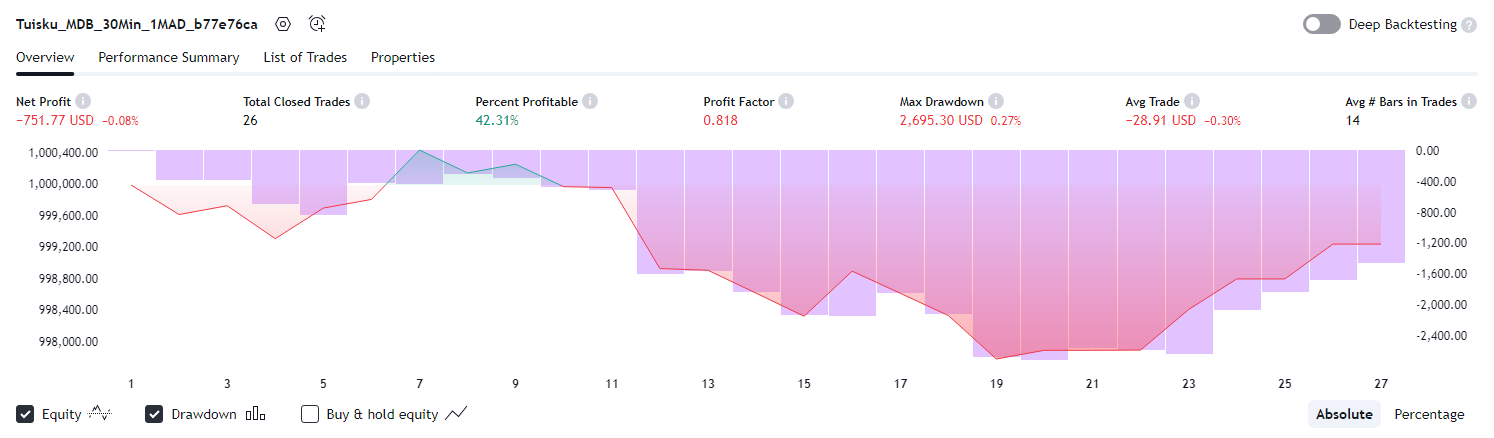 Tuisku_MDB_30Min_1MAD_b77e76ca
Deep Backtesting ?
Overview Performance Summary List of Trades Properties
Net Profit Total Closed Trades Percent Profitable Profit Factor Max Drawdown Avg Trade Avg # Bars in Trades
−751.77 USD −0.08% 26 42.31% 0.818 2,695.30 USD 0.27% −28.91 USD −0.30% 14
1,000,400.00 0.00
1,000,000.00 -400.00
999,600.00 -800.00
999,200.00 -1,200.00
998,800.00 -1,600.00
998,400.00 -2,000.00
998,000.00 -2,400.00
1 3 5 7 9 11 13 15 17 19 21 23 25 27
Equity Drawdown Buy & hold equity Absolute Percentage